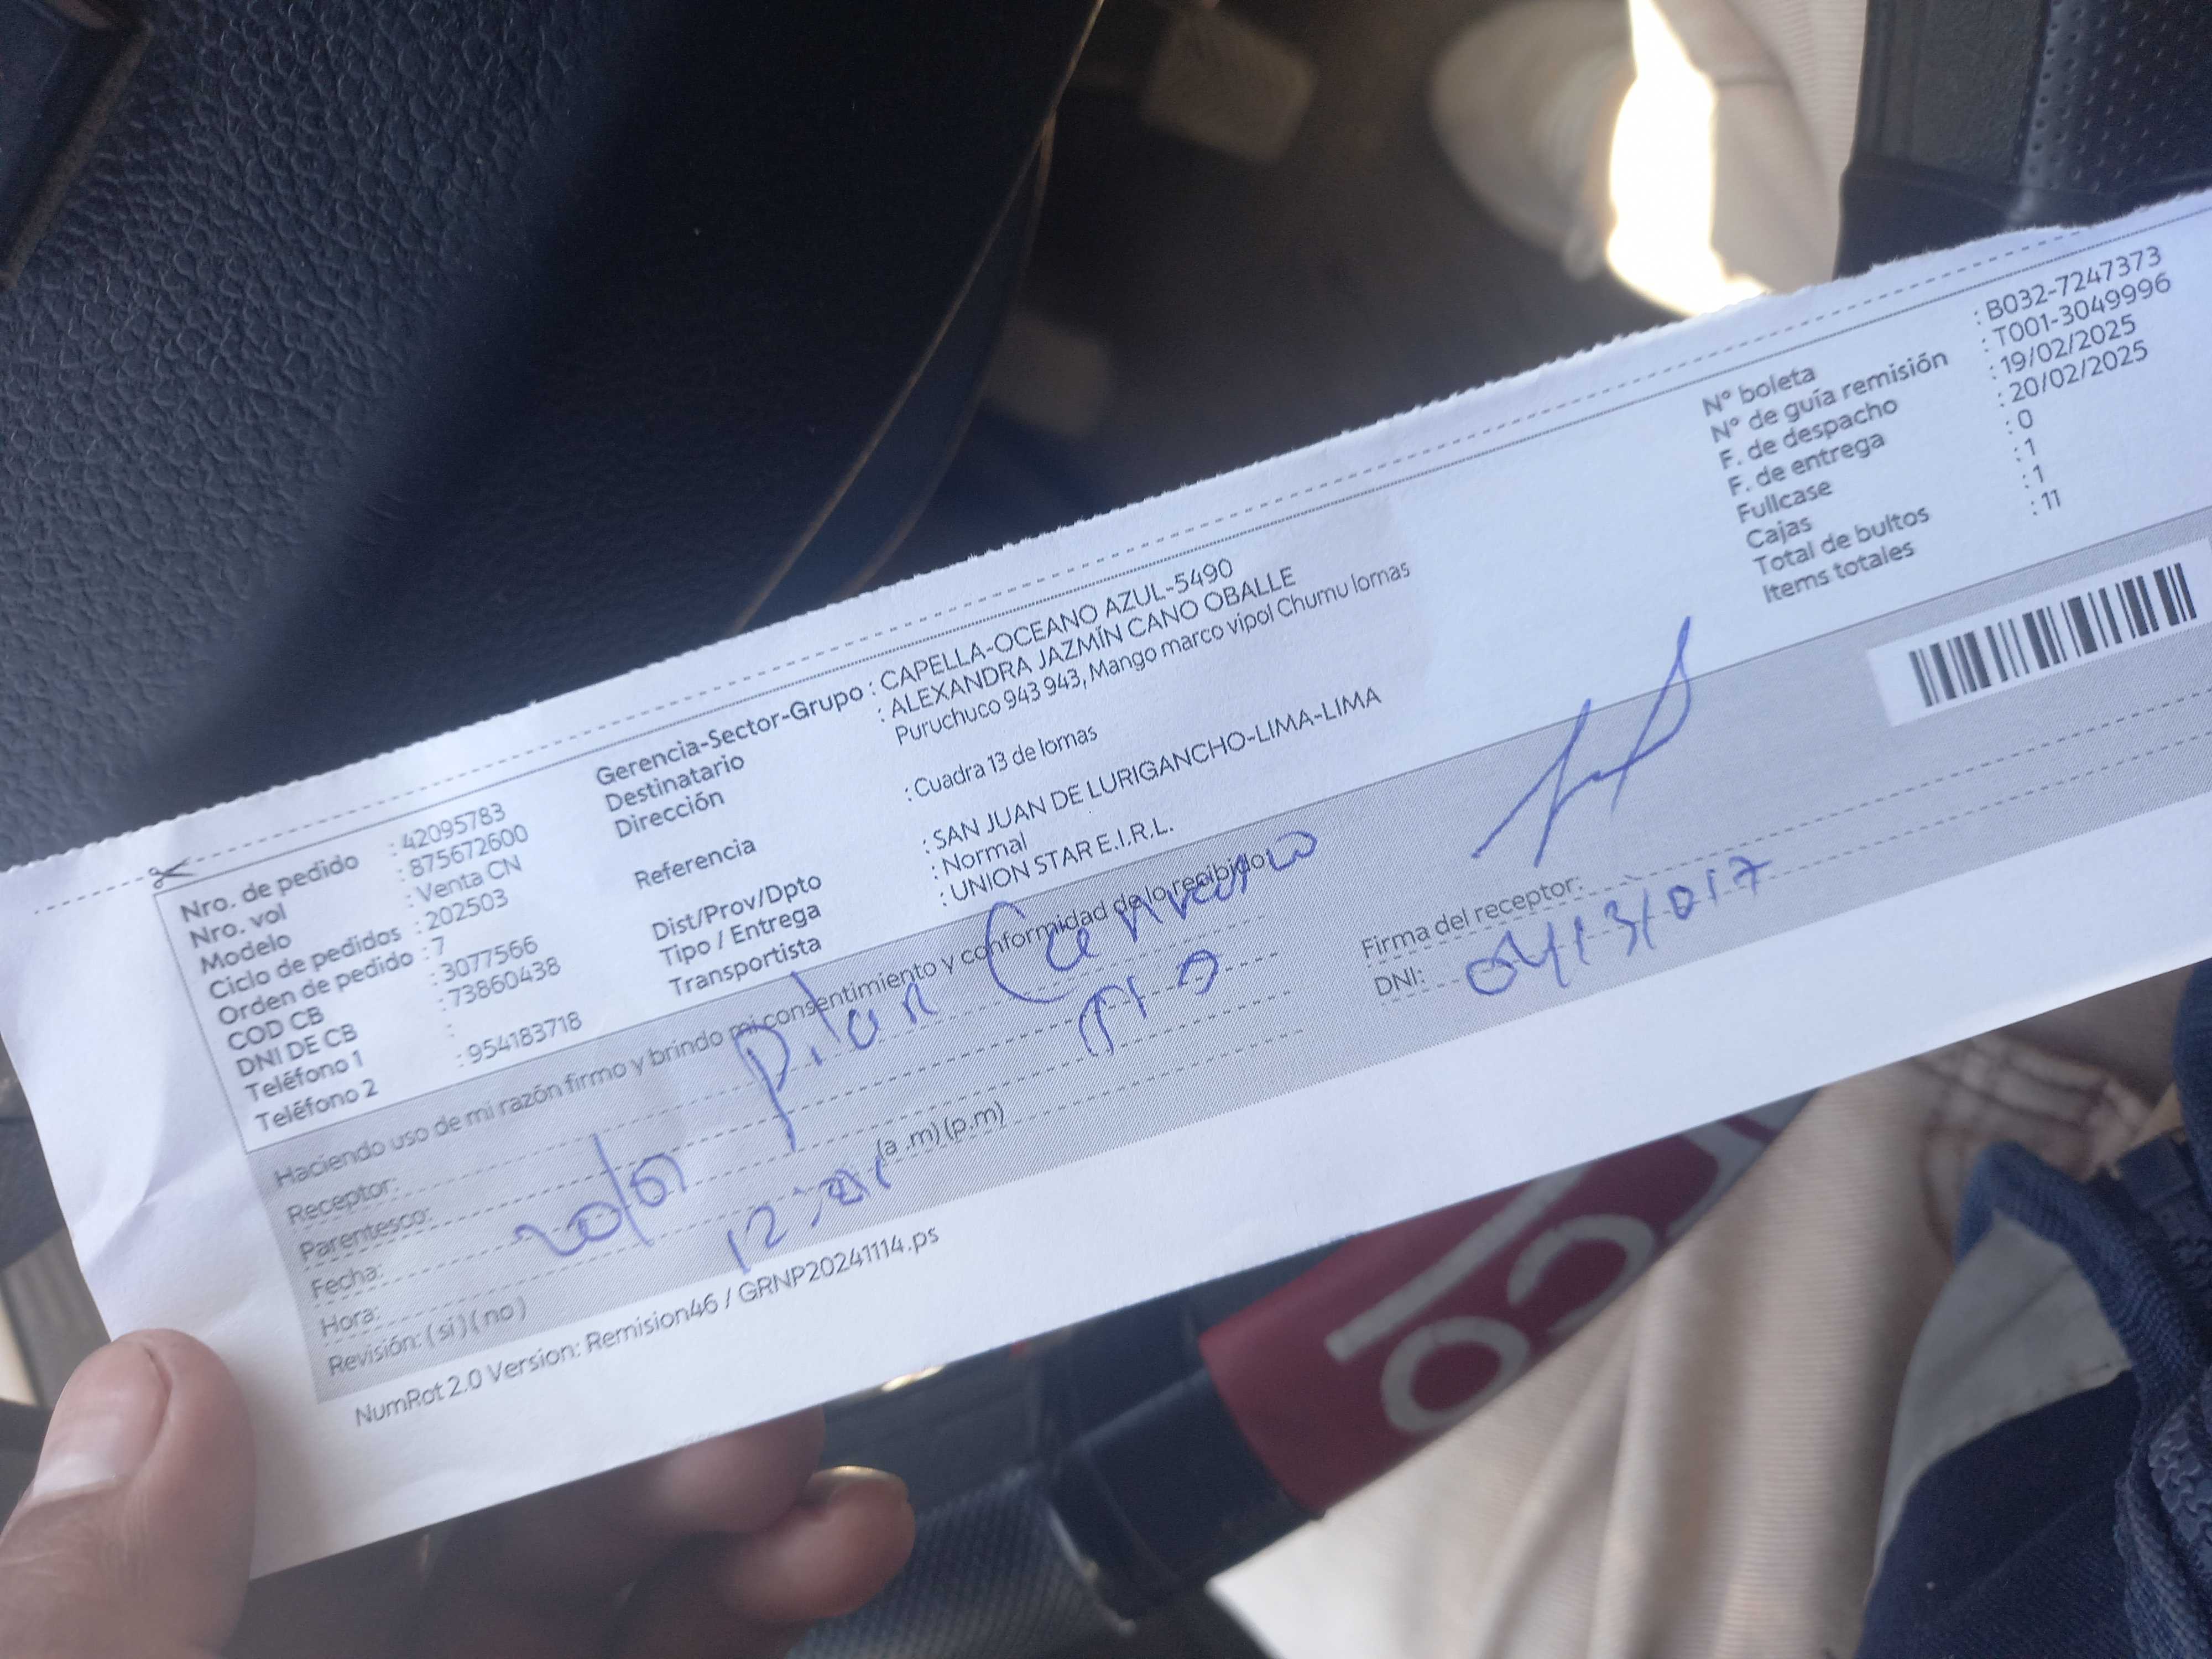 Nro. de pedido : 42095783
Nro. vol : 875672600
Modelo : Venta CN
Ciclo de pedidos : 202503
Orden de pedido : 7
COD CB : 3077566
DNI DE CB : 73860438
Teléfono 1 :
Teléfono 2 : 954183718
Gerencia-Sector-Grupo : CAPELLA-OCEANO AZUL-5490
Destinatario : ALEXANDRA JAZMÍN CANO OBALLE
Dirección Puruchuco 943 943, Mango marco vipol Chumu lomas
Referencia : Cuadra 13 de lomas
Dist/Prov/Dpto : SAN JUAN DE LURIGANCHO-LIMA-LIMA
Tipo / Entrega : Normal
Transportista : UNION STAR E.I.R.L.
N° boleta : B032-7247373
N° de guía remisión : T001-3049996
F. de despacho : 19/02/2025
F. de entrega : 20/02/2025
Fullcase : 0
Cajas : 1
Total de bultos : 1
Items totales : 11
Haciendo uso de mi razón firmo y brindo mi consentimiento y conformidad de lo recibido
Receptor: Pilar
Parentesco:
Fecha:
Hora: 12: (a .m) (p.m)
Revisión: ( si ) ( no )
Firma del receptor:
DNI:
NumRot 2.0 Version: Remision46 / GRNP20241114.ps